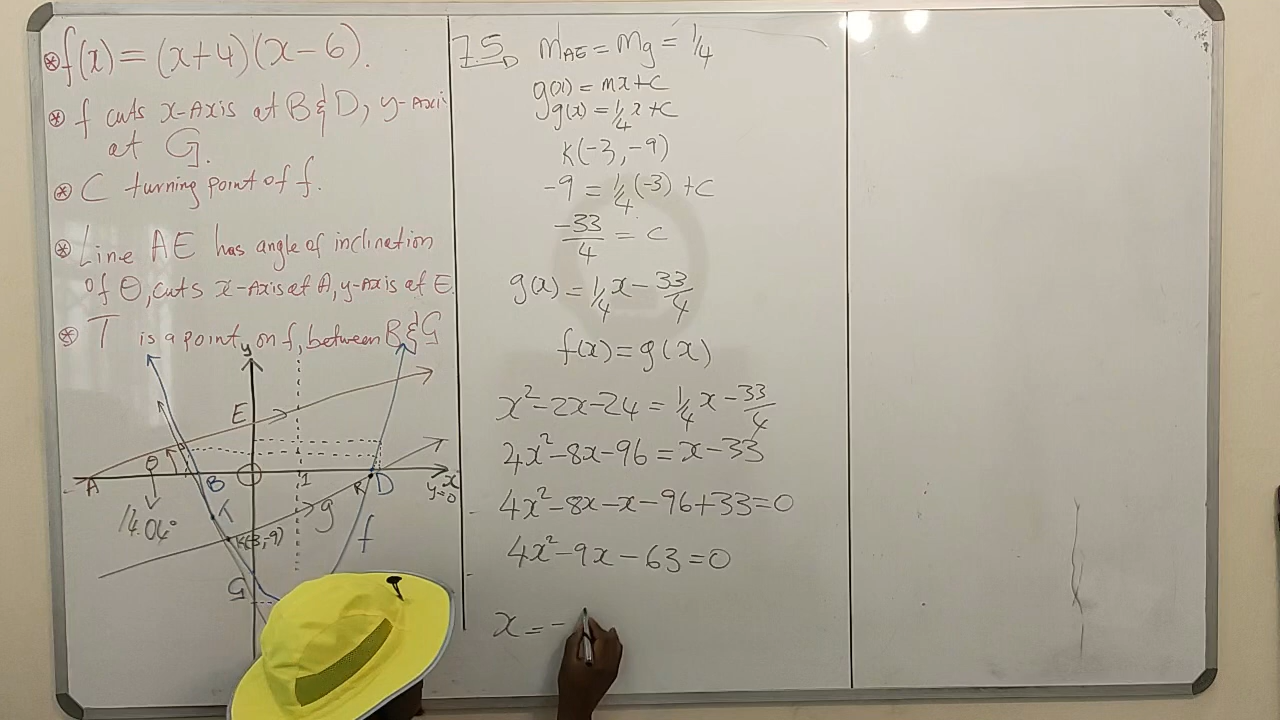 ⊛ f(x) = (x+4)(x-6).
⊛ f cuts x-Axis at B & D, y-Axis
at G.
⊛ C turning point of f.
⊛ Line AE has angle of inclination
of θ, cuts x-Axis at A, y-Axis at E.
⊛ T is a point on f, between B & G
y
E
θ
A
B
1
R
D
x
y=0
14.04°
T
K(-3,-9)
g
f
G
7.5 D m_AE = mg = 1/4
g(x) = mx+c
g(x) = 1/4 x + c
K(-3, -9)
-9 = 1/4 (-3) + c
-33/4 = c
g(x) = 1/4 x - 33/4
f(x) = g(x)
x² - 2x - 24 = 1/4 x - 33/4
4x² - 8x - 96 = x - 33
4x² - 8x - x - 96 + 33 = 0
4x² - 9x - 63 = 0
x = -